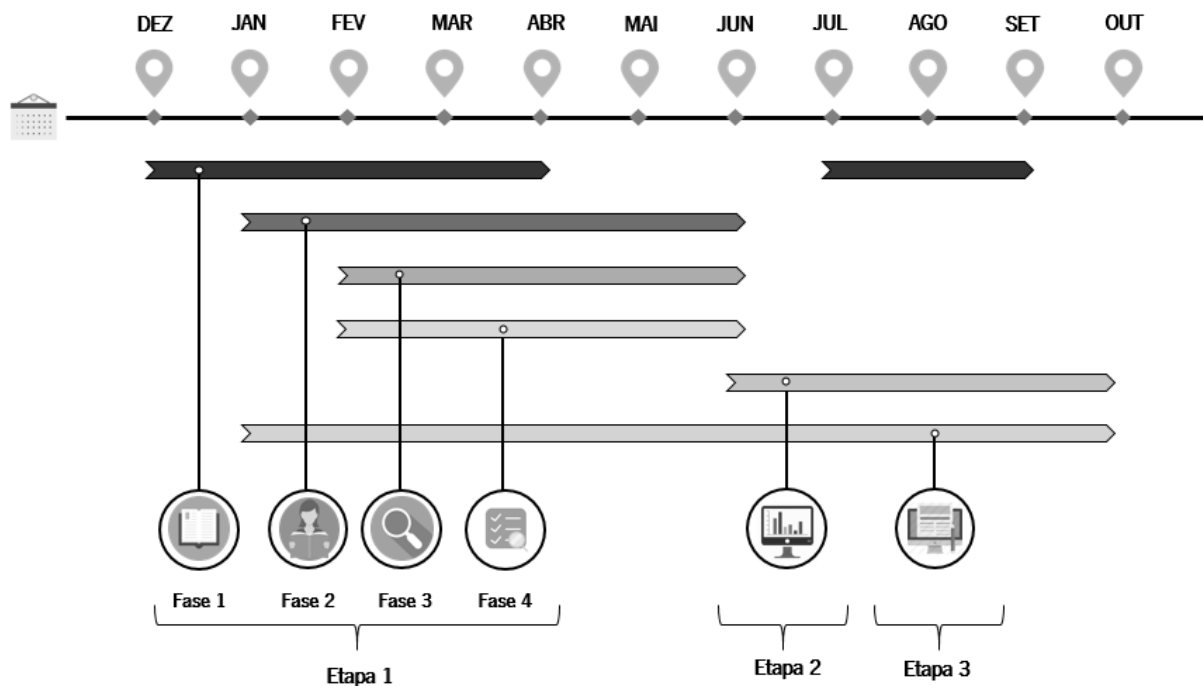 DEZ JAN FEV MAR ABR MAI JUN JUL AGO SET OUT
Fase 1 Fase 2 Fase 3 Fase 4
Etapa 1 Etapa 2 Etapa 3